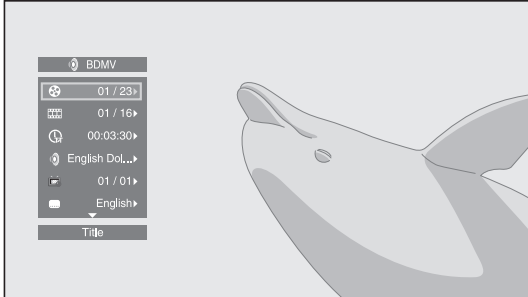 BDMV
01 / 23
01 / 16
00:03:30
English Dol...
01 / 01
English
Title